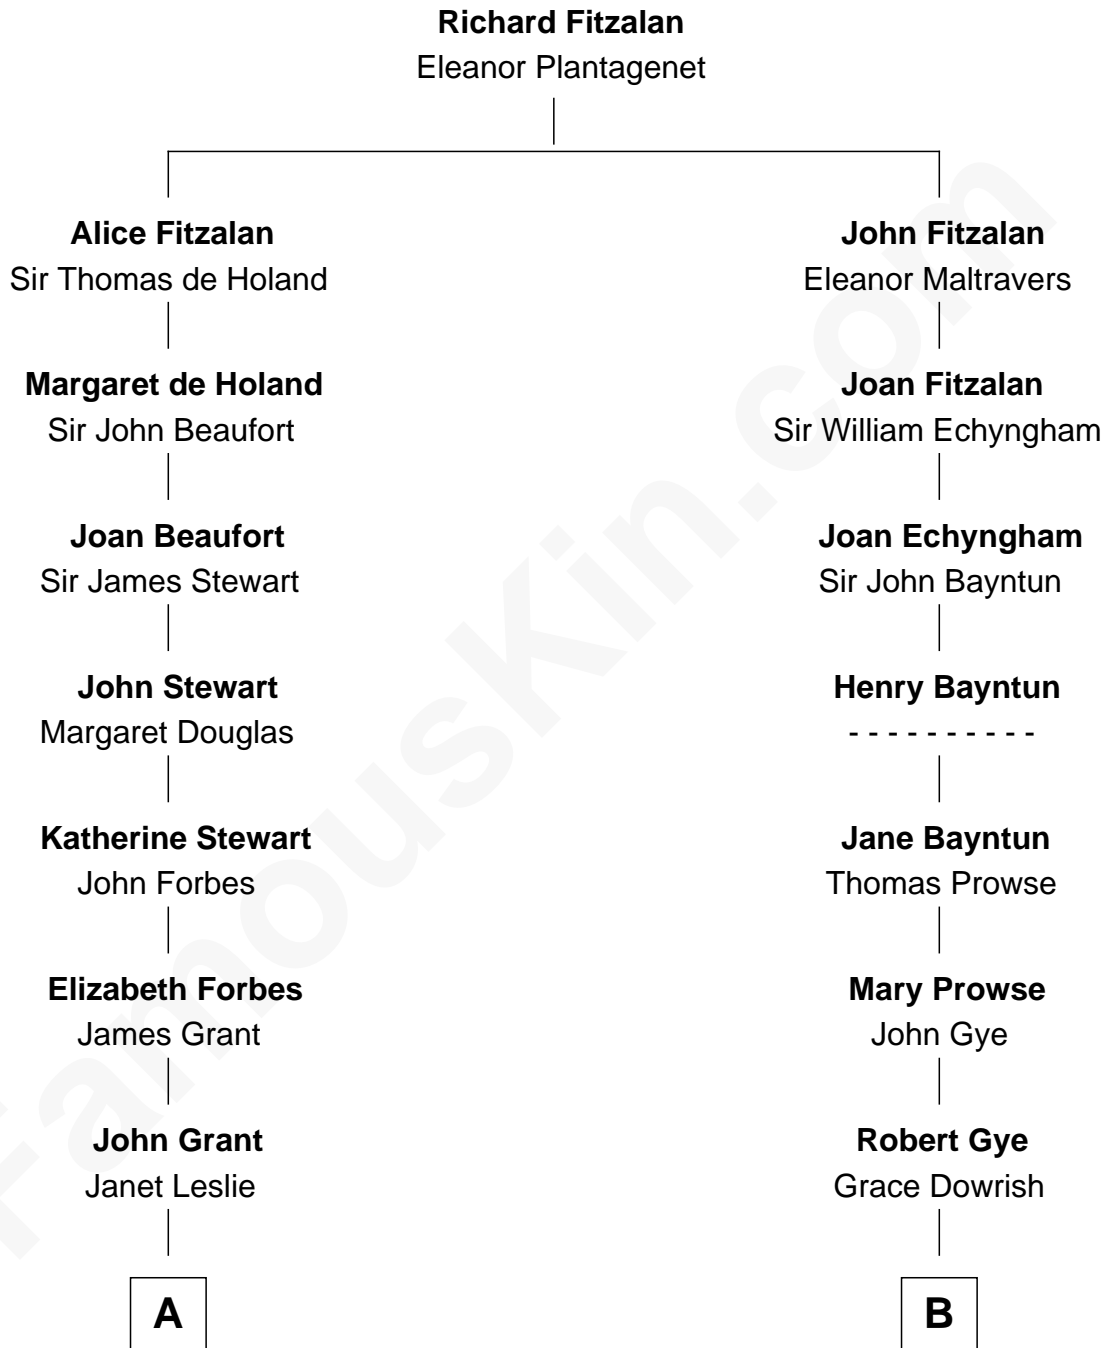 Richard Fitzalan
Eleanor Plantagenet
Alice Fitzalan
Sir Thomas de Holand
John Fitzalan
Eleanor Maltravers
Margaret de Holand
Sir John Beaufort
Joan Fitzalan
Sir William Echyngham
Joan Beaufort
Sir James Stewart
Joan Echyngham
Sir John Bayntun
John Stewart
Margaret Douglas
Henry Bayntun
- - - - - - - - - -
Katherine Stewart
John Forbes
Jane Bayntun
Thomas Prowse
Elizabeth Forbes
James Grant
Mary Prowse
John Gye
John Grant
Janet Leslie
Robert Gye
Grace Dowrish
A
B
FamousKin.com